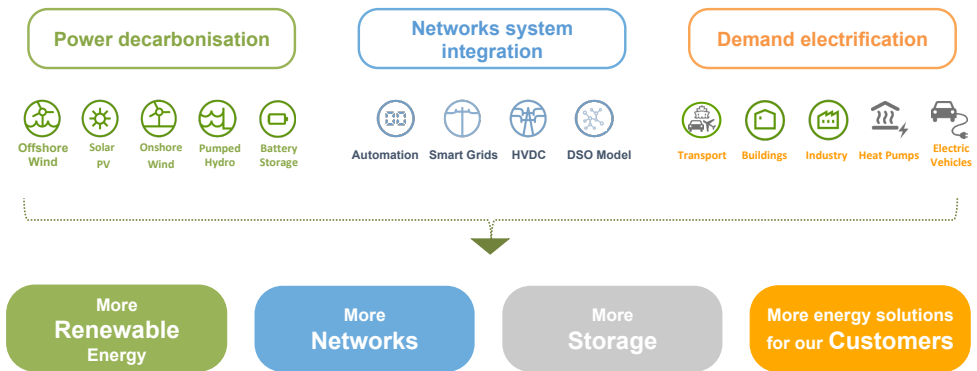 Power decarbonisation
Networks system
integration
Demand electrification
Offshore
Wind
Solar
PV
Onshore
Wind
Pumped
Hydro
Battery
Storage
Automation
Smart Grids
HVDC
DSO Model
Transport
Buildings
Industry
Heat Pumps
Electric
Vehicles
More
Renewable
Energy
More
Networks
More
Storage
More energy solutions
for our Customers